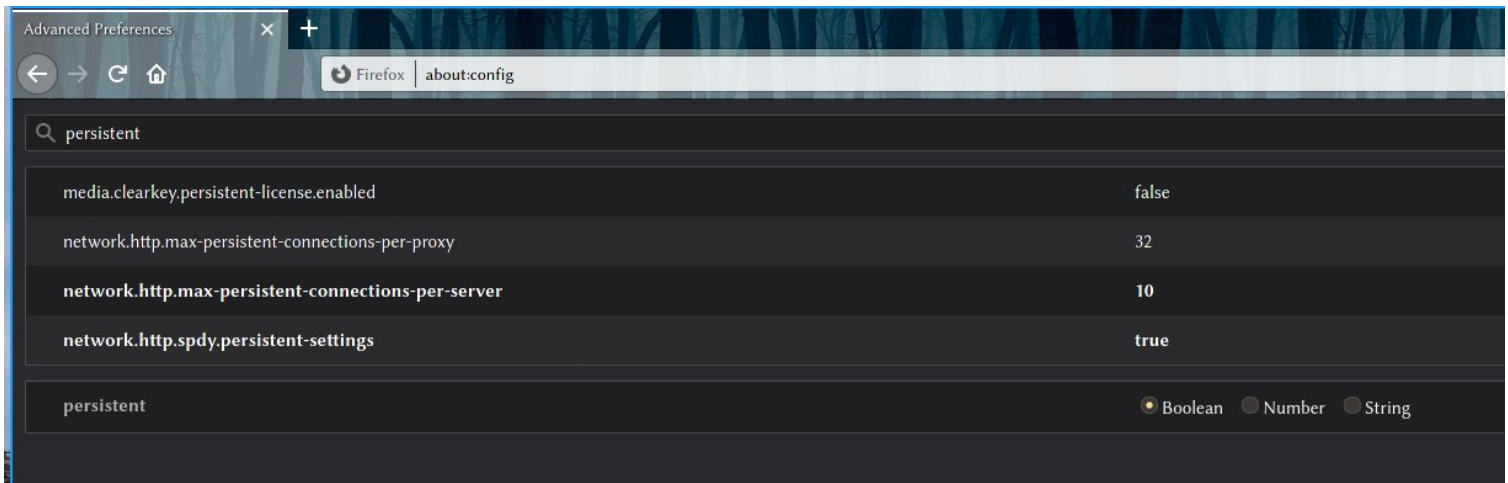 Advanced Preferences
Firefox about:config
persistent
media.clearkey.persistent-license.enabled false
network.http.max-persistent-connections-per-proxy 32
network.http.max-persistent-connections-per-server 10
network.http.spdy.persistent-settings true
persistent Boolean Number String